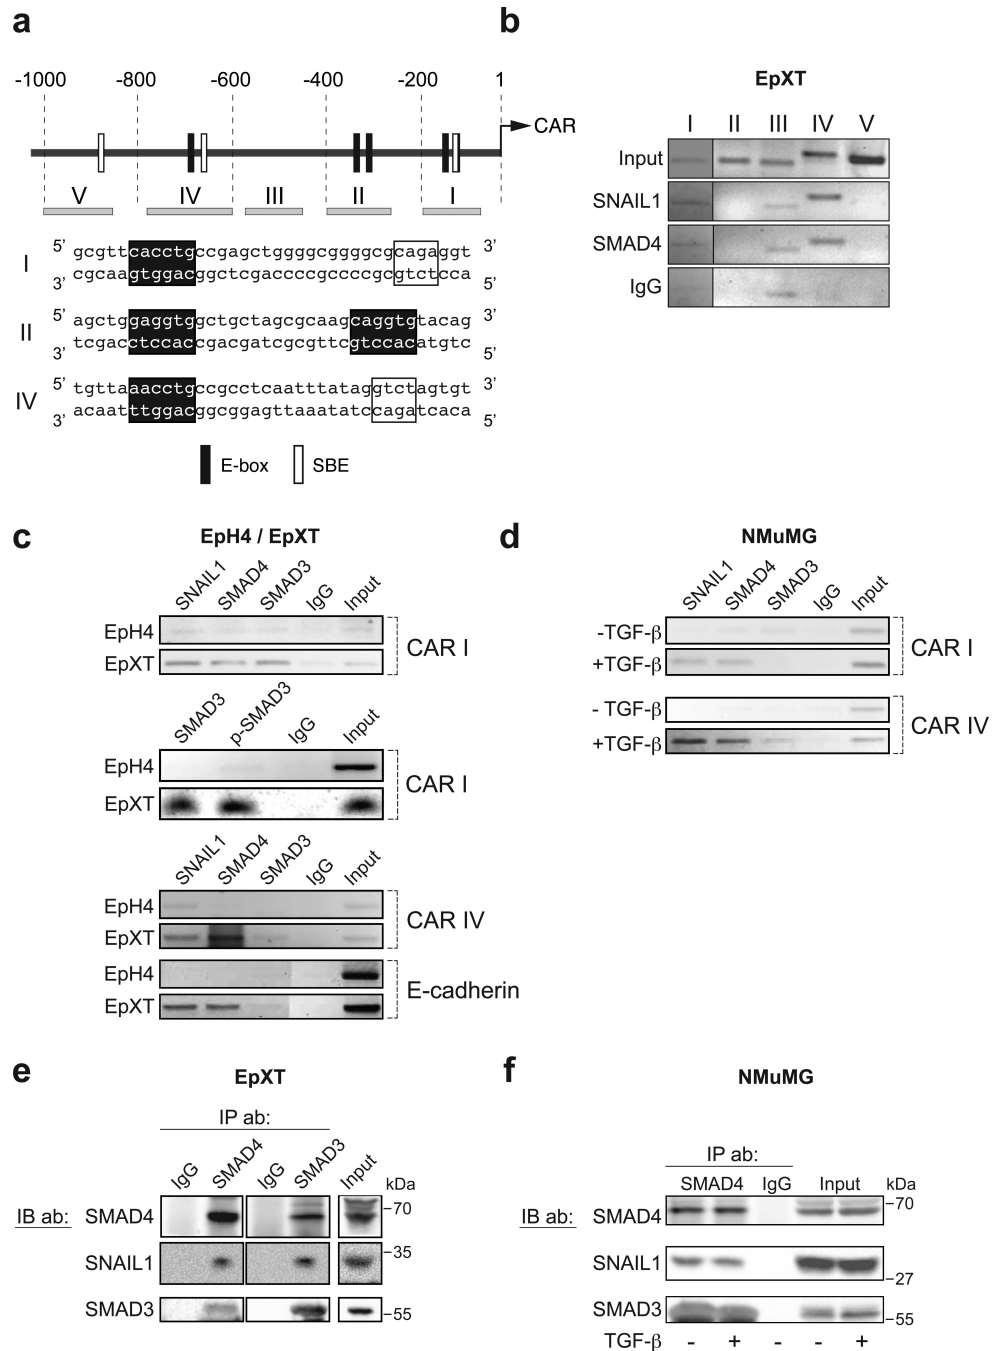 a
-1000 -800 -600 -400 -200 1
CAR
V IV III II I
I
5’ gcgttcacctgccgagctggggcggggcgcagaggt 3’
3’ cgcaagtggacggctcgaccccgccccgcgtctcca 5’
II
5’ agctggaggtggctgctagcgcaagcaggtgtacag 3’
3’ tcgacctccaccgacgatcgcgttcgtccacatgtc 5’
IV
5’ tgttaaacctgccgcctcaatttataggtctagtgt 3’
3’ acaatttggacggcggagttaaatatccagatcaca 5’
E-box SBE
b
EpXT
I II III IV V
Input
SNAIL1
SMAD4
IgG
c
EpH4 / EpXT
SNAIL1 SMAD4 SMAD3 IgG Input
EpH4
EpXT
CAR I
SMAD3 p-SMAD3 IgG Input
EpH4
EpXT
CAR I
SNAIL1 SMAD4 SMAD3 IgG Input
EpH4
EpXT
CAR IV
EpH4
EpXT
E-cadherin
d
NMuMG
SNAIL1 SMAD4 SMAD3 IgG Input
-TGF-β
+TGF-β
CAR I
- TGF-β
+TGF-β
CAR IV
e
EpXT
IP ab:
IgG SMAD4 IgG SMAD3 Input kDa
IB ab: SMAD4 -70
SNAIL1 -35
SMAD3 -55
f
NMuMG
IP ab:
SMAD4 IgG Input kDa
IB ab: SMAD4 -70
SNAIL1 -27
SMAD3 -55
TGF-β - + - - +